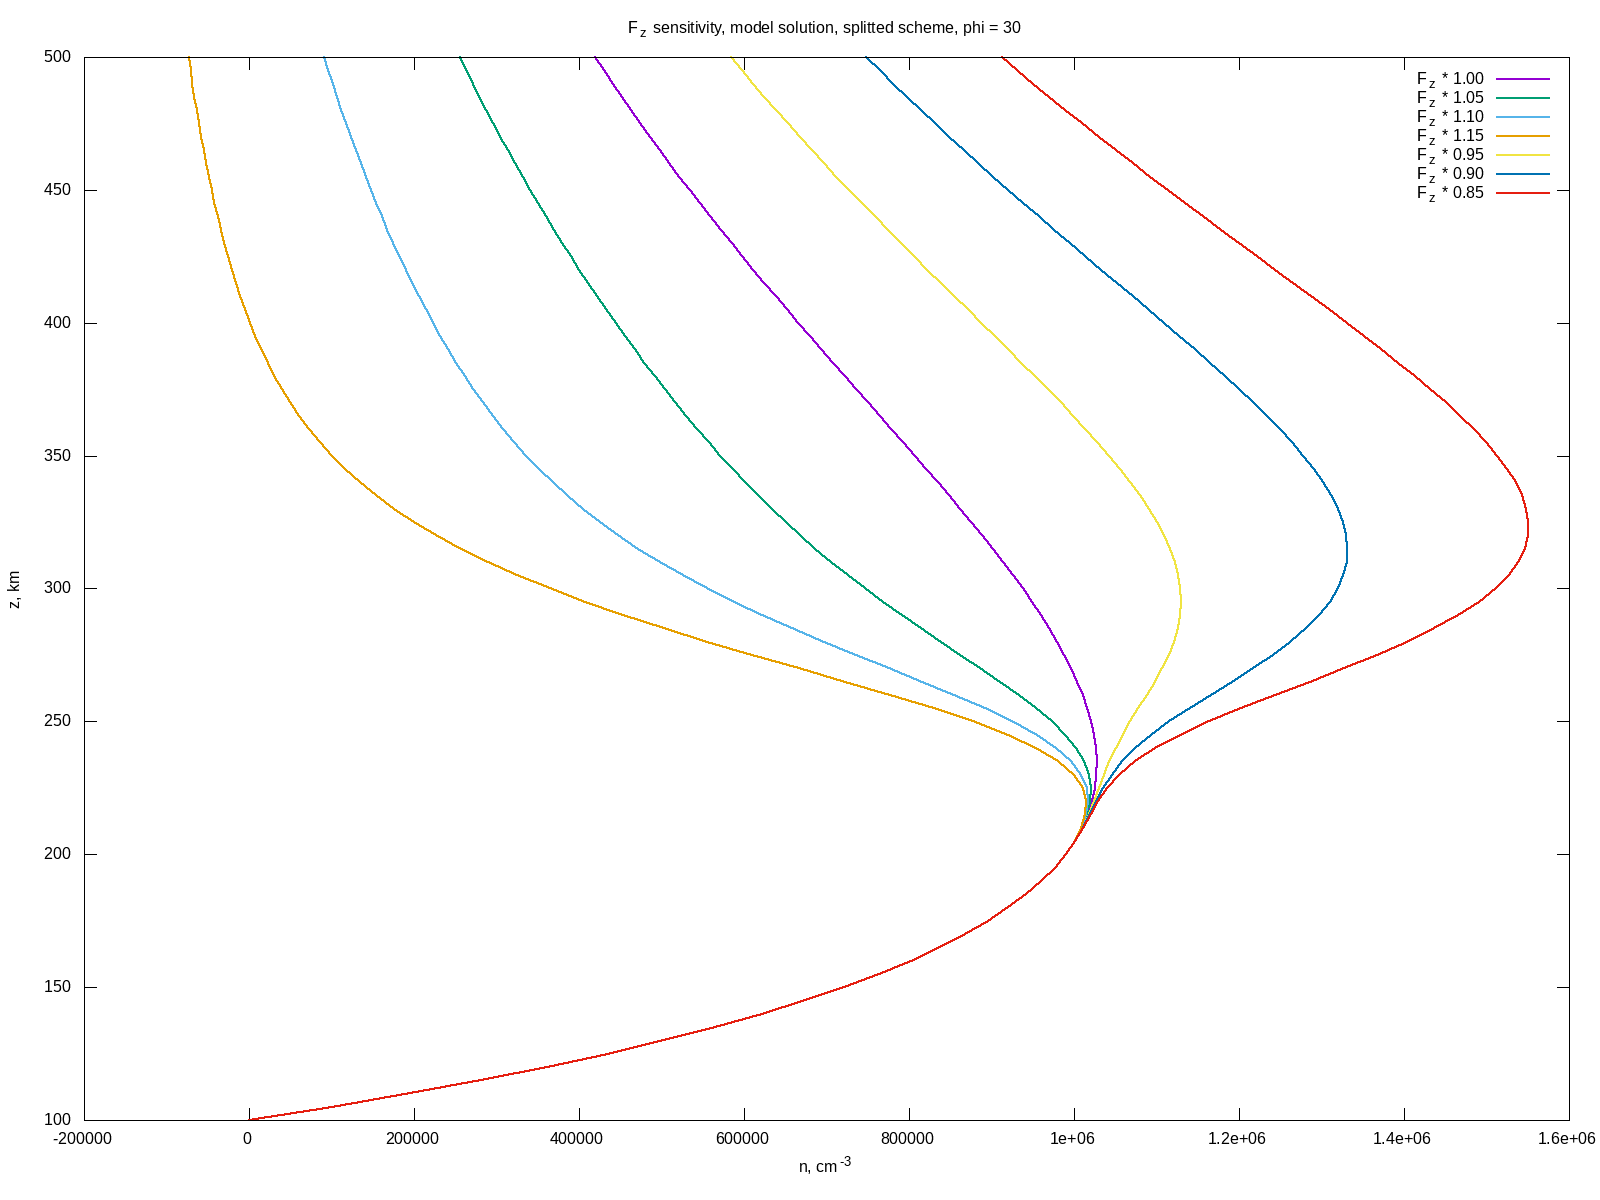 F z sensitivity, model solution, splitted scheme, phi = 30
500
450
400
350
300
250
200
150
100
z, km
F z * 1.00
F z * 1.05
F z * 1.10
F z * 1.15
F z * 0.95
F z * 0.90
F z * 0.85
-200000 0 200000 400000 600000 800000 1e+06 1.2e+06 1.4e+06 1.6e+06
n, cm-3